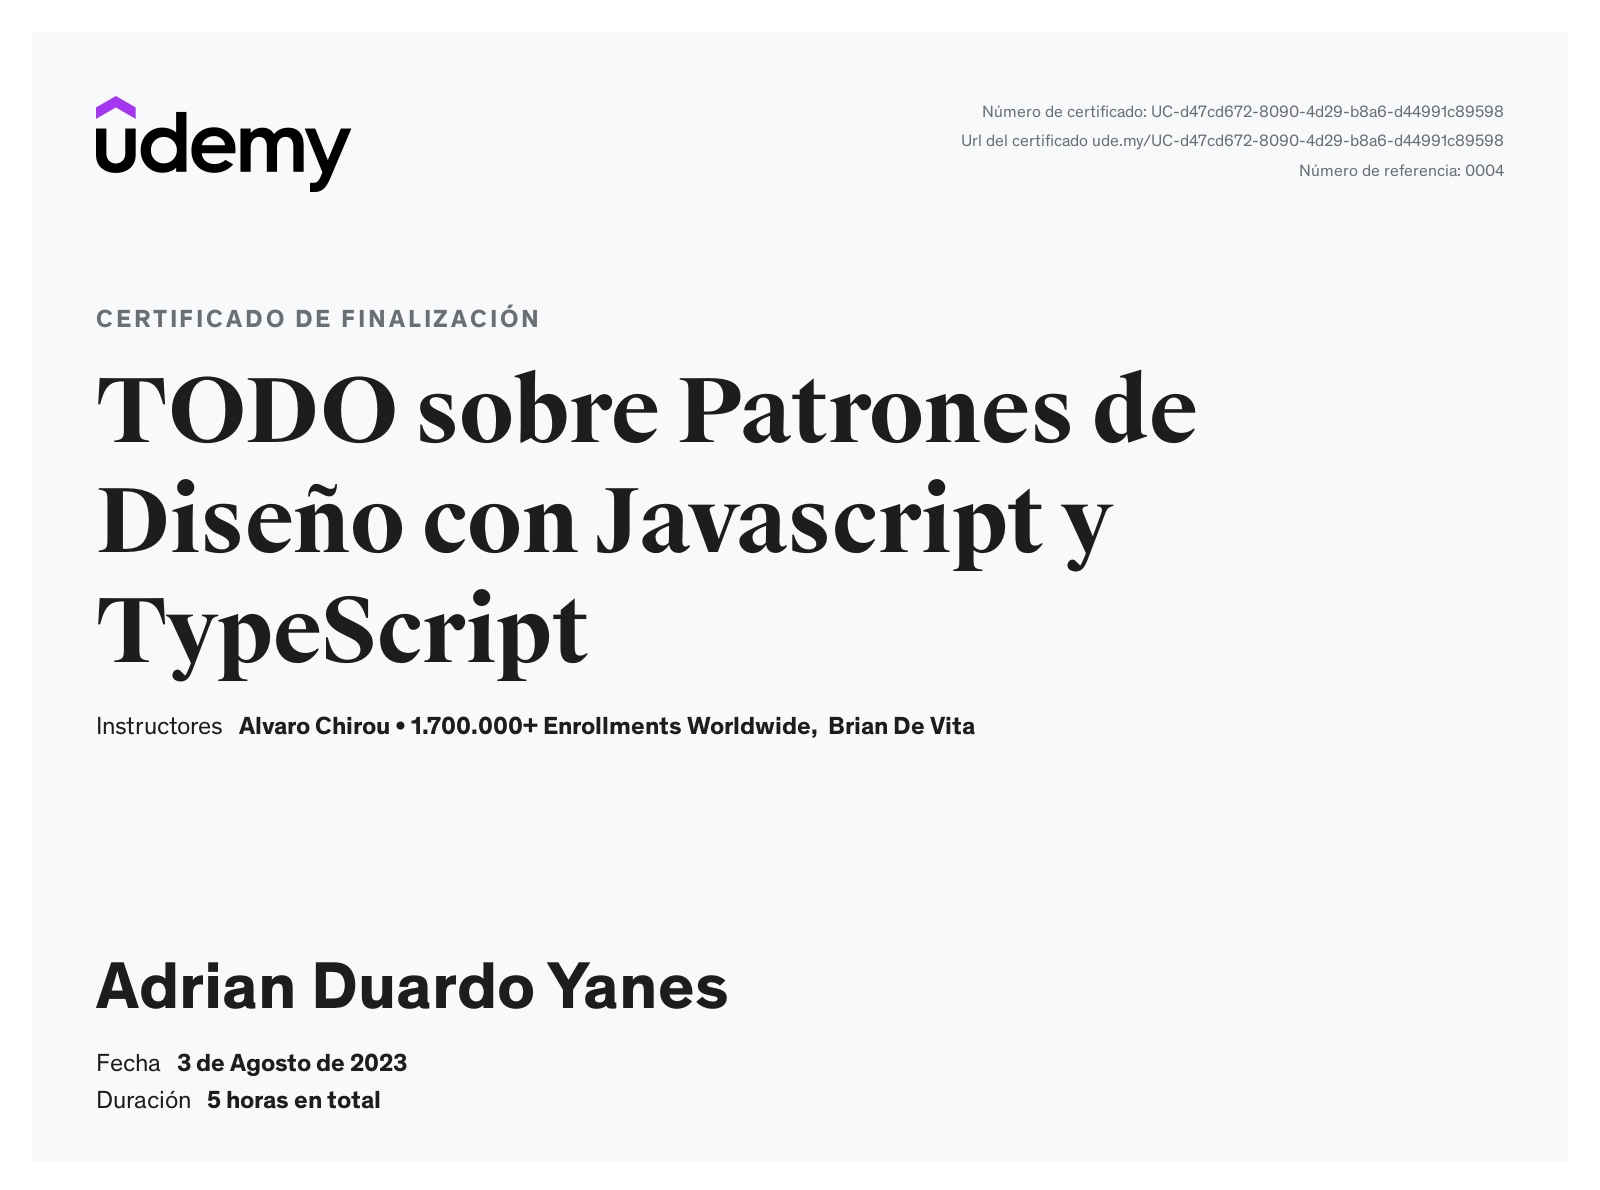 udemy
Número de certificado: UC-d47cd672-8090-4d29-b8a6-d44991c89598
Url del certificado ude.my/UC-d47cd672-8090-4d29-b8a6-d44991c89598
Número de referencia: 0004
CERTIFICADO DE FINALIZACIÓN
TODO sobre Patrones de
Diseño con Javascript y
TypeScript
Instructores Alvaro Chirou • 1.700.000+ Enrollments Worldwide, Brian De Vita
Adrian Duardo Yanes
Fecha 3 de Agosto de 2023
Duración 5 horas en total